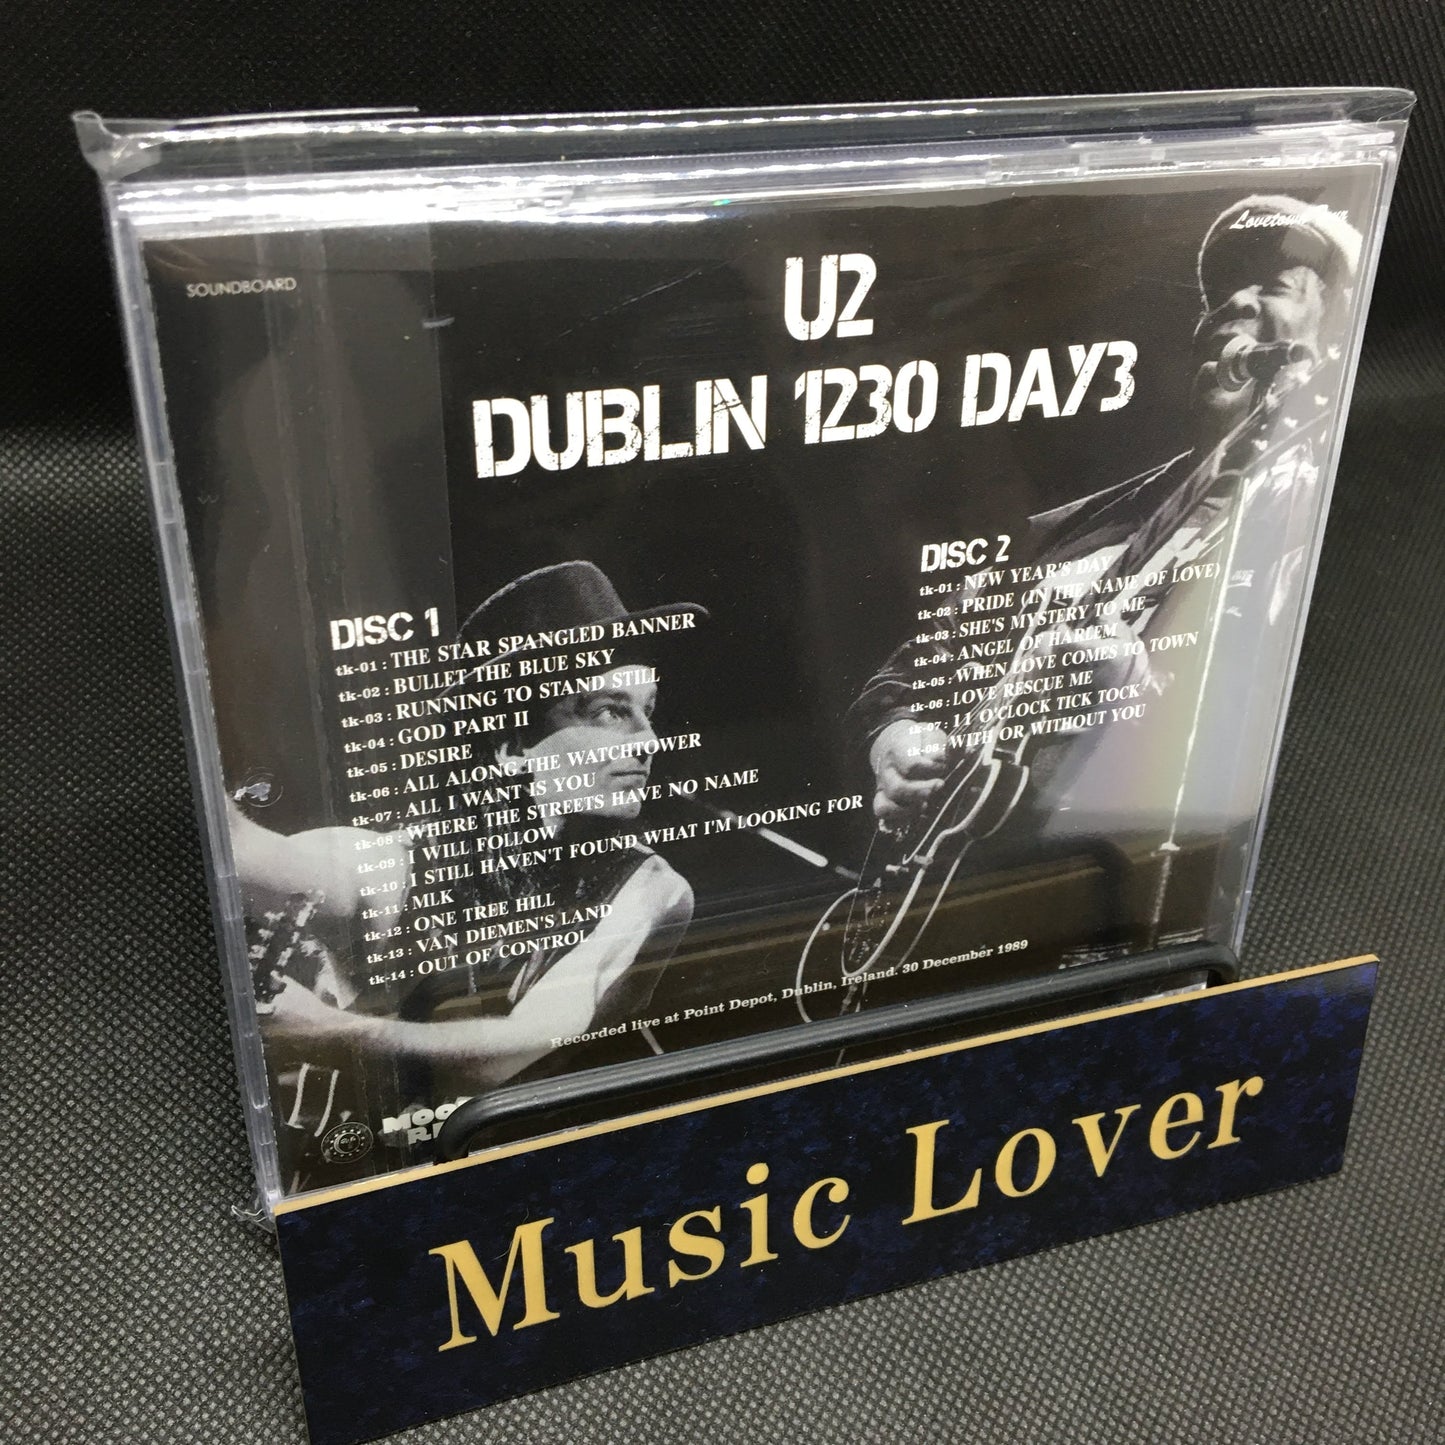 SOUNDBOARD
Lovetown Tour
U2
DUBLIN 1230 DAY3
DISC 1
tk-01 : THE STAR SPANGLED BANNER
tk-02 : BULLET THE BLUE SKY
tk-03 : RUNNING TO STAND STILL
tk-04 : GOD PART II
tk-05 : DESIRE
tk-06 : ALL ALONG THE WATCHTOWER
tk-07 : ALL I WANT IS YOU
tk-08 : WHERE THE STREETS HAVE NO NAME
tk-09 : I WILL FOLLOW
tk-10 : I STILL HAVEN'T FOUND WHAT I'M LOOKING FOR
tk-11 : MLK
tk-12 : ONE TREE HILL
tk-13 : VAN DIEMEN'S LAND
tk-14 : OUT OF CONTROL
DISC 2
tk-01 : NEW YEAR'S DAY
tk-02 : PRIDE (IN THE NAME OF LOVE)
tk-03 : SHE'S MYSTERY TO ME
tk-04 : ANGEL OF HARLEM
tk-05 : WHEN LOVE COMES TO TOWN
tk-06 : LOVE RESCUE ME
tk-07 : 11 O'CLOCK TICK TOCK
tk-08 : WITH OR WITHOUT YOU
Recorded live at Point Depot, Dublin, Ireland. 30 December 1989
Music Lover